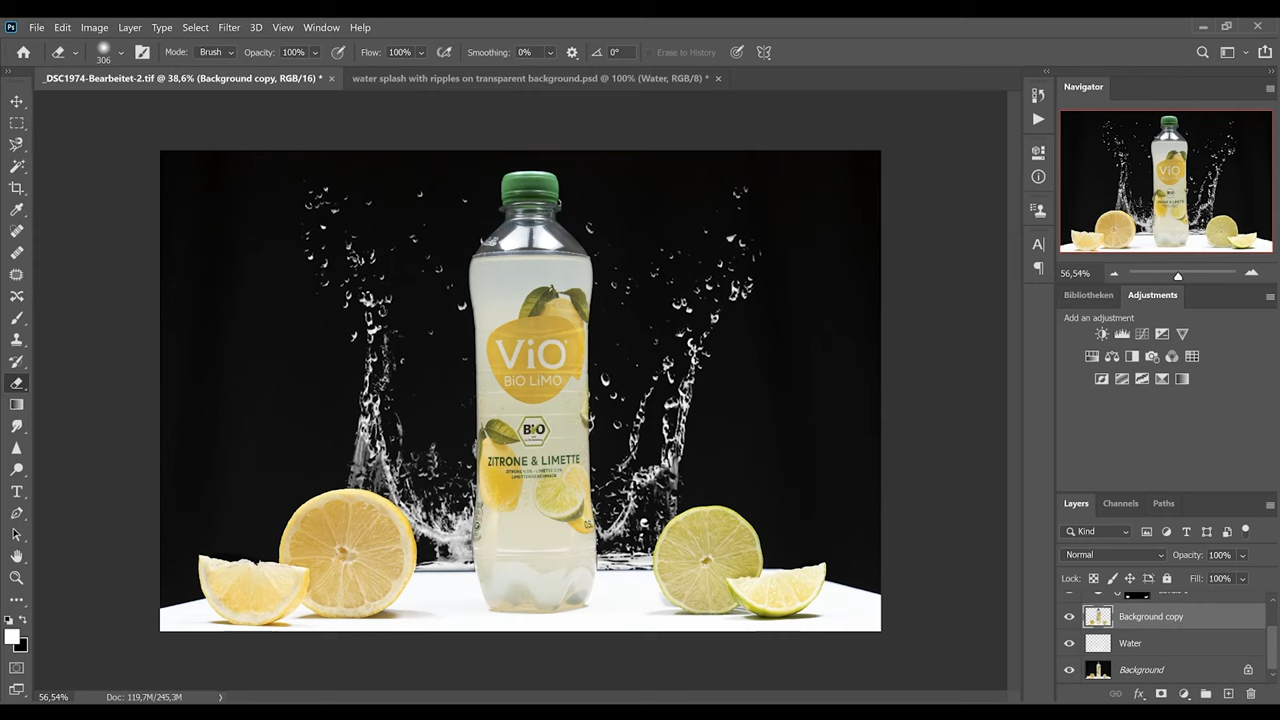 Ps File Edit Image Layer Type Select Filter 3D View Window Help
306 Mode: Brush Opacity: 100% Flow: 100% Smoothing: 0% 0° Erase to History
_DSC1974-Bearbeitet-2.tif @ 38,6% (Background copy, RGB/16) * × water splash with ripples on transparent background.psd @ 100% (Water, RGB/8) * ×
Navigator
ViO
BiO LiMO
BiO
ZITRONE & LIMETTE
56,54%
Bibliotheken Adjustments
Add an adjustment
Layers Channels Paths
Kind
Normal Opacity: 100%
Lock: Fill: 100%
Background copy
Water
Background
56,54% Doc: 119,7M/245,3M